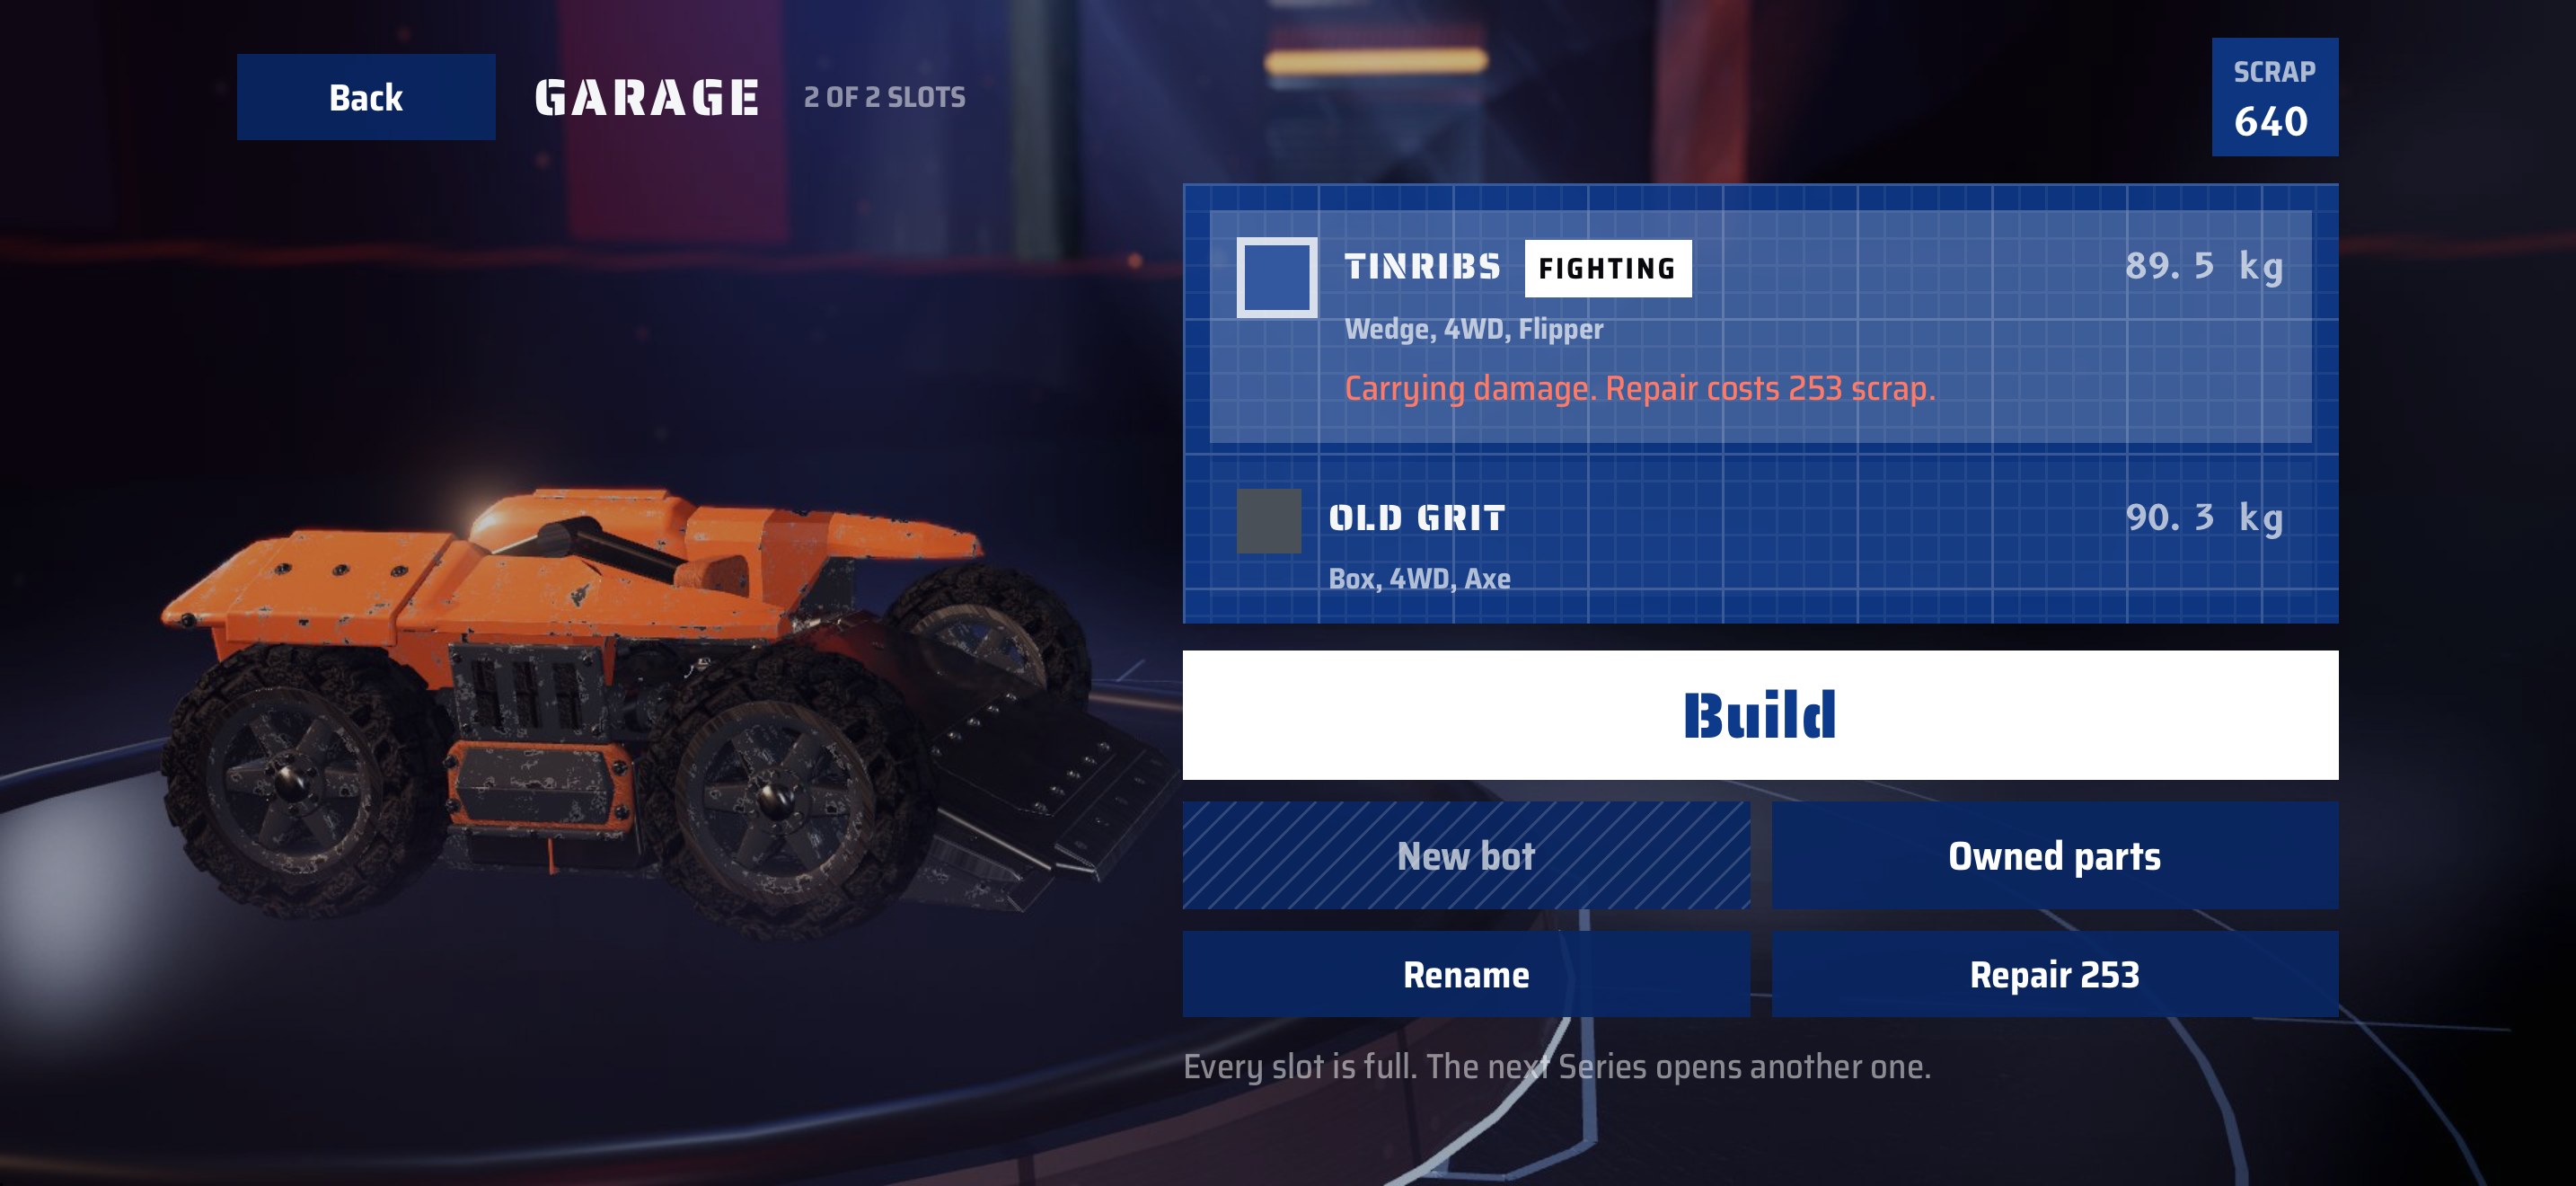 Back
GARAGE
2 OF 2 SLOTS
SCRAP
640
TINRIBS
FIGHTING
89.5 kg
Wedge, 4WD, Flipper
Carrying damage. Repair costs 253 scrap.
OLD GRIT
90.3 kg
Box, 4WD, Axe
Build
New bot
Owned parts
Rename
Repair 253
Every slot is full. The next Series opens another one.